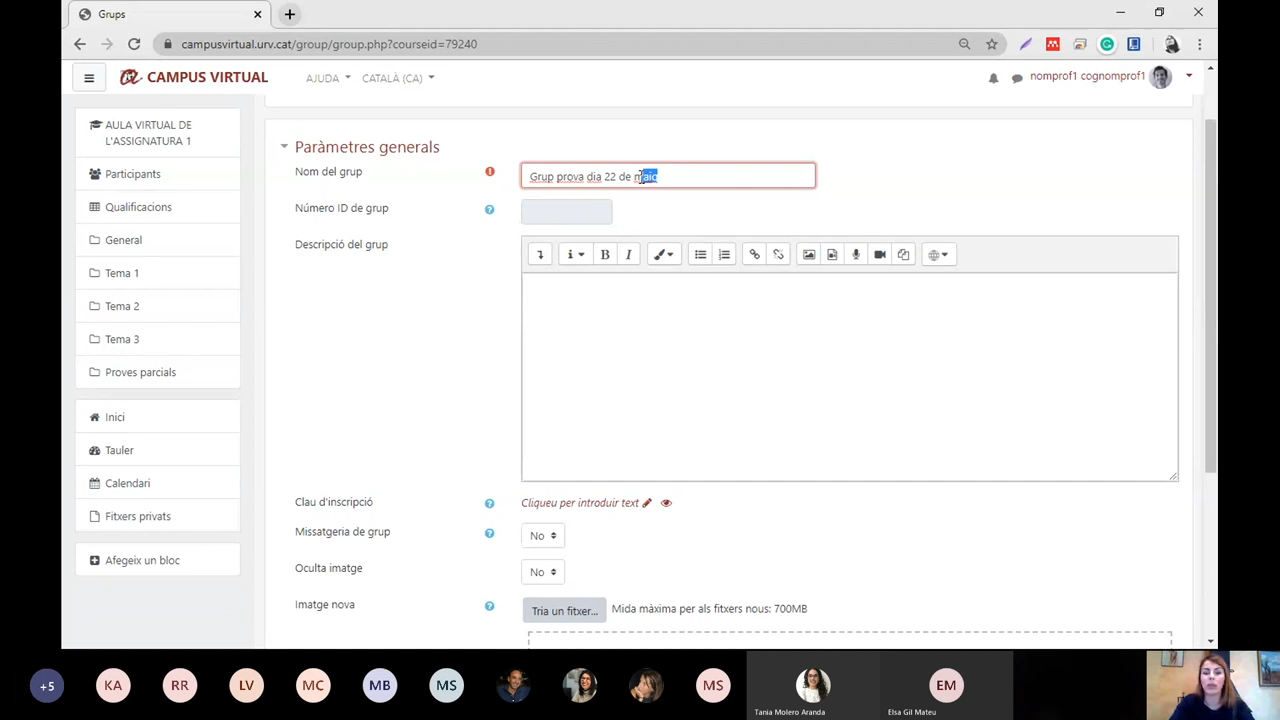 Grups
campusvirtual.urv.cat/group/group.php?courseid=79240
CAMPUS VIRTUAL
AJUDA
CATALÀ (CA)
nomprof1 cognomprof1
AULA VIRTUAL DE
L'ASSIGNATURA 1
Participants
Qualificacions
General
Tema 1
Tema 2
Tema 3
Proves parcials
Inici
Tauler
Calendari
Fitxers privats
Afegeix un bloc
Paràmetres generals
Nom del grup
Grup prova dia 22 de maig
Número ID de grup
Descripció del grup
Clau d'inscripció
Cliqueu per introduir text
Missatgeria de grup
No
Oculta imatge
No
Imatge nova
Tria un fitxer...
Mida màxima per als fitxers nous: 700MB
+5
KA
RR
LV
MC
MB
MS
MS
EM
Tania Molero Aranda
Elsa Gil Mateu